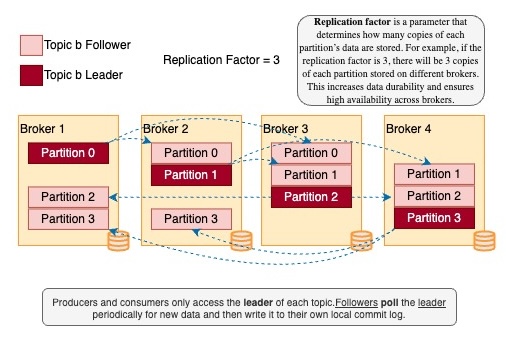 Topic b Follower
Topic b Leader
Replication Factor = 3
Replication factor is a parameter that
determines how many copies of each
partition's data are stored. For example, if the
replication factor is 3, there will be 3 copies
of each partition stored on different brokers.
This increases data durability and ensures
high availability across brokers.
Broker 1
Partition 0
Partition 2
Partition 3
Broker 2
Partition 0
Partition 1
Partition 3
Broker 3
Partition 0
Partition 1
Partition 2
Broker 4
Partition 1
Partition 2
Partition 3
Producers and consumers only access the leader of each topic.Followers poll the leader
periodically for new data and then write it to their own local commit log.